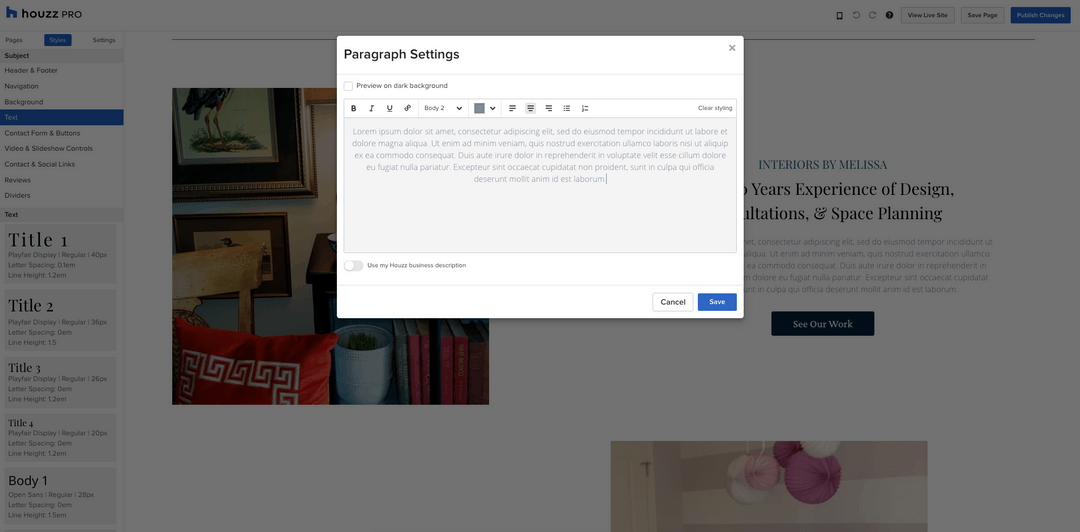 houzz PRO
View Live Site
Save Page
Publish Changes
Pages
Styles
Settings
Subject
Header & Footer
Navigation
Background
Text
Contact Form & Buttons
Video & Slideshow Controls
Contact & Social Links
Reviews
Dividers
Text
Title 1
Playfair Display | Regular | 40px
Letter Spacing: 0.1em
Line Height: 1.2em
Title 2
Playfair Display | Regular | 36px
Letter Spacing: 0em
Line Height: 1.5
Title 3
Playfair Display | Regular | 26px
Letter Spacing: 0em
Line Height: 1.2em
Title 4
Playfair Display | Regular | 20px
Letter Spacing: 0em
Line Height: 1.2em
Body 1
Open Sans | Regular | 28px
Letter Spacing: 0em
Line Height: 1.5em
Paragraph Settings
Preview on dark background
B I U Body 2 Clear styling
Lorem ipsum dolor sit amet, consectetur adipiscing elit, sed do eiusmod tempor incididunt ut labore et
dolore magna aliqua. Ut enim ad minim veniam, quis nostrud exercitation ullamco laboris nisi ut aliquip
ex ea commodo consequat. Duis aute irure dolor in reprehenderit in voluptate velit esse cillum dolore
eu fugiat nulla pariatur. Excepteur sint occaecat cupidatat non proident, sunt in culpa qui officia
deserunt mollit anim id est laborum.
Use my Houzz business description
Cancel
Save
INTERIORS BY MELISSA
Years Experience of Design,
& Space Planning
consectetur adipiscing elit, sed do eiusmod tempor incididunt ut
aliqua. Ut enim ad minim veniam, quis nostrud exercitation ullamco
ex ea commodo consequat. Duis aute irure dolor in reprehenderit in
dolore eu fugiat nulla pariatur. Excepteur sint occaecat cupidatat
sunt in culpa qui officia deserunt mollit anim id est laborum.
See Our Work